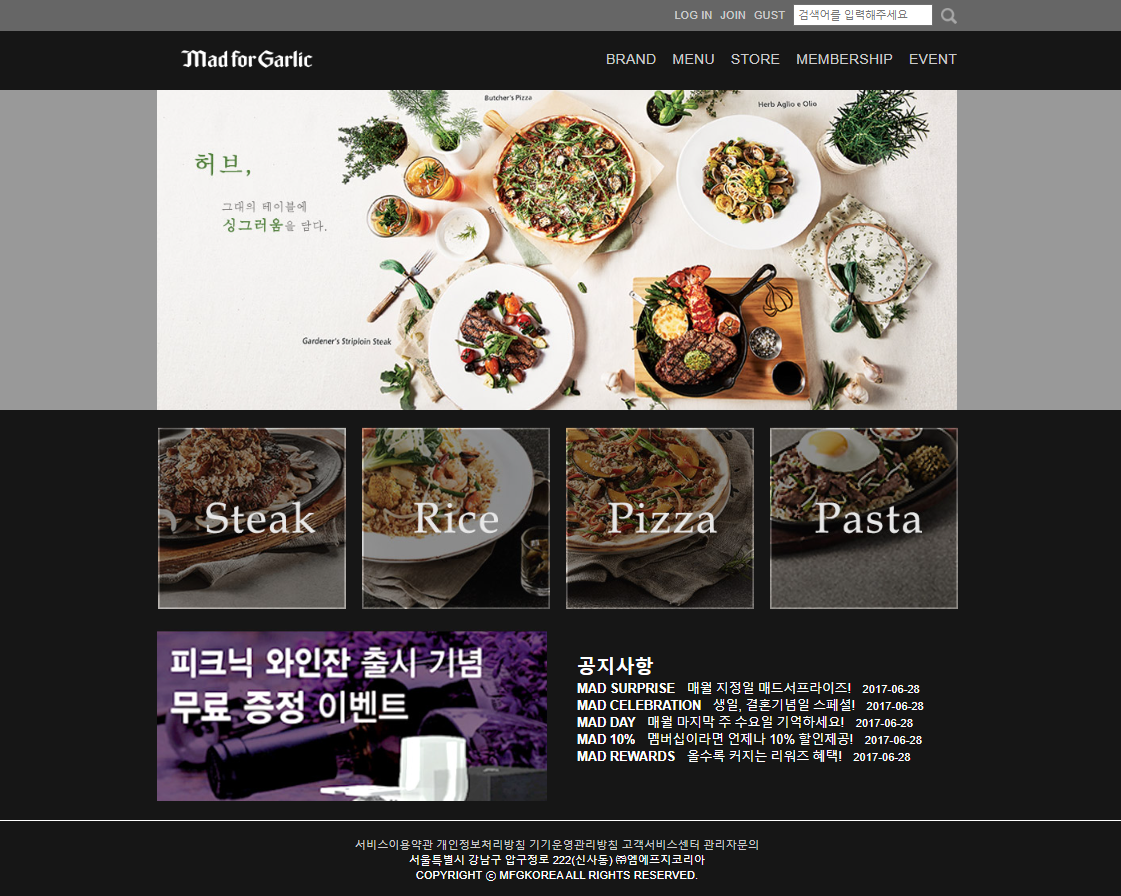 LOG IN JOIN GUST 검색어를 입력해주세요
Mad for Garlic
BRAND MENU STORE MEMBERSHIP EVENT
Butcher's Pizza
Herb Aglio e Olio
허브,
그대의 테이블에
싱그러움을 담다.
Gardener's Striploin Steak
Steak Rice Pizza Pasta
피크닉 와인잔 출시 기념
무료 증정 이벤트
공지사항
MAD SURPRISE 매월 지정일 매드서프라이즈! 2017-06-28
MAD CELEBRATION 생일, 결혼기념일 스페셜! 2017-06-28
MAD DAY 매월 마지막 주 수요일 기억하세요! 2017-06-28
MAD 10% 멤버십이라면 언제나 10% 할인제공! 2017-06-28
MAD REWARDS 올수록 커지는 리워즈 혜택! 2017-06-28
서비스이용약관 개인정보처리방침 기기운영관리방침 고객서비스센터 관리자문의
서울특별시 강남구 압구정로 222(신사동) ㈜엠에프지코리아
COPYRIGHT ⓒ MFGKOREA ALL RIGHTS RESERVED.